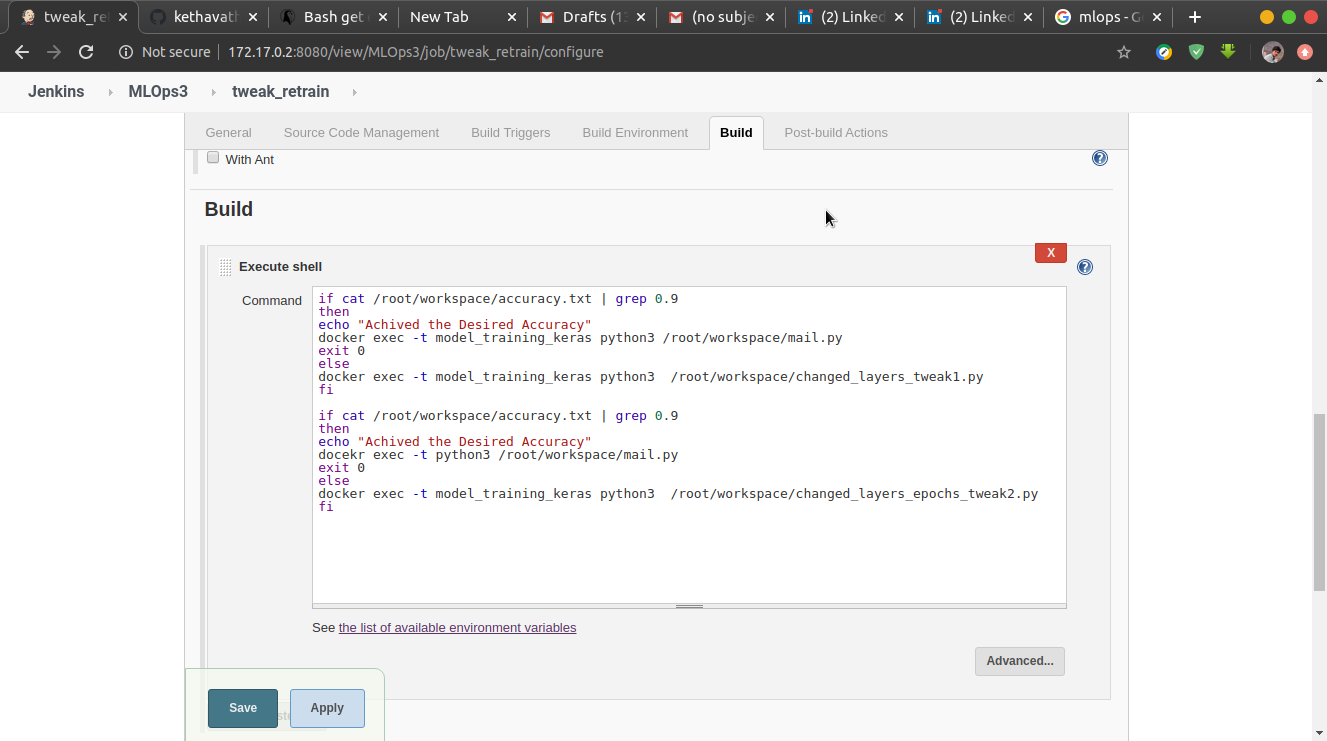 tweak_ret
kethavath
Bash get
New Tab
Drafts (13
(no subje
(2) Linked
(2) Linked
mlops - Go
Not secure 172.17.0.2:8080/view/MLOps3/job/tweak_retrain/configure
Jenkins MLOps3 tweak_retrain
General Source Code Management Build Triggers Build Environment Build Post-build Actions
With Ant
Build
X
Execute shell
Command
if cat /root/workspace/accuracy.txt | grep 0.9
then
echo "Achived the Desired Accuracy"
docker exec -t model_training_keras python3 /root/workspace/mail.py
exit 0
else
docker exec -t model_training_keras python3  /root/workspace/changed_layers_tweak1.py
fi
if cat /root/workspace/accuracy.txt | grep 0.9
then
echo "Achived the Desired Accuracy"
docekr exec -t python3 /root/workspace/mail.py
exit 0
else
docker exec -t model_training_keras python3  /root/workspace/changed_layers_epochs_tweak2.py
fi
See the list of available environment variables
Advanced...
Save Apply